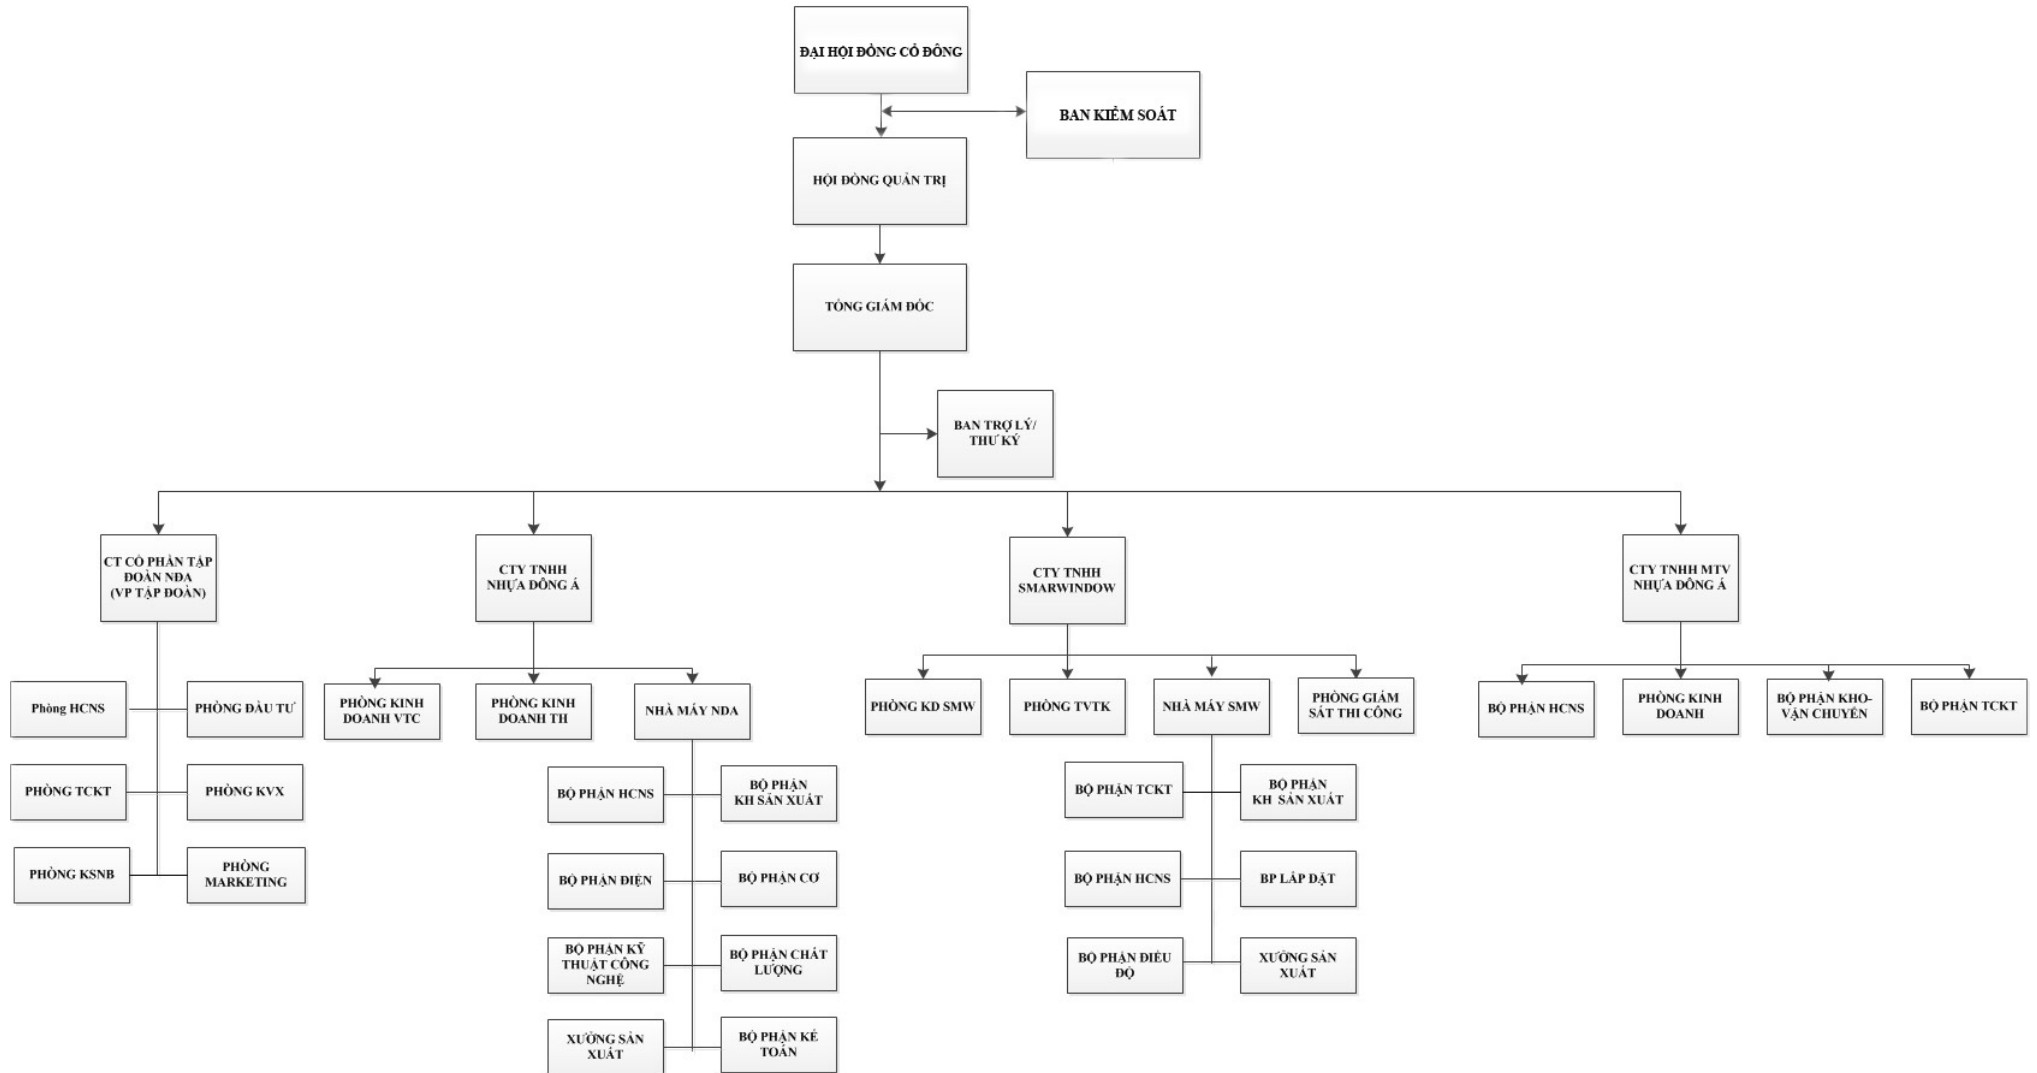 ĐẠI HỘI ĐỒNG CỔ ĐÔNG
BAN KIỂM SOÁT
HỘI ĐỒNG QUẢN TRỊ
TỔNG GIÁM ĐỐC
BAN TRỢ LÝ/
THƯ KÝ
CT CỔ PHẦN TẬP
ĐOÀN NĐA
(VP TẬP ĐOÀN)
CTY TNHH
NHỰA ĐÔNG Á
CTY TNHH
SMARWINDOW
CTY TNHH MTV
NHỰA ĐÔNG Á
Phòng HCNS
PHÒNG ĐẦU TƯ
PHÒNG TCKT
PHÒNG KVX
PHÒNG KSNB
PHÒNG
MARKETING
PHÒNG KINH
DOANH VTC
PHÒNG KINH
DOANH TH
NHÀ MÁY NDA
BỘ PHẬN HCNS
BỘ PHẬN
KH SẢN XUẤT
BỘ PHẬN ĐIỆN
BỘ PHẬN CƠ
BỘ PHẬN KỸ
THUẬT CÔNG
NGHỆ
BỘ PHẬN CHẤT
LƯỢNG
XƯỞNG SẢN
XUẤT
BỘ PHẬN KẾ
TOÁN
PHÒNG KD SMW
PHÒNG TVTK
NHÀ MÁY SMW
PHÒNG GIÁM
SÁT THI CÔNG
BỘ PHẬN TCKT
BỘ PHẬN
KH SẢN XUẤT
BỘ PHẬN HCNS
BP LẮP ĐẶT
BỘ PHẬN ĐIỀU
ĐỘ
XƯỞNG SẢN
XUẤT
BỘ PHẬN HCNS
PHÒNG KINH
DOANH
BỘ PHẬN KHO-
VẬN CHUYỂN
BỘ PHẬN TCKT